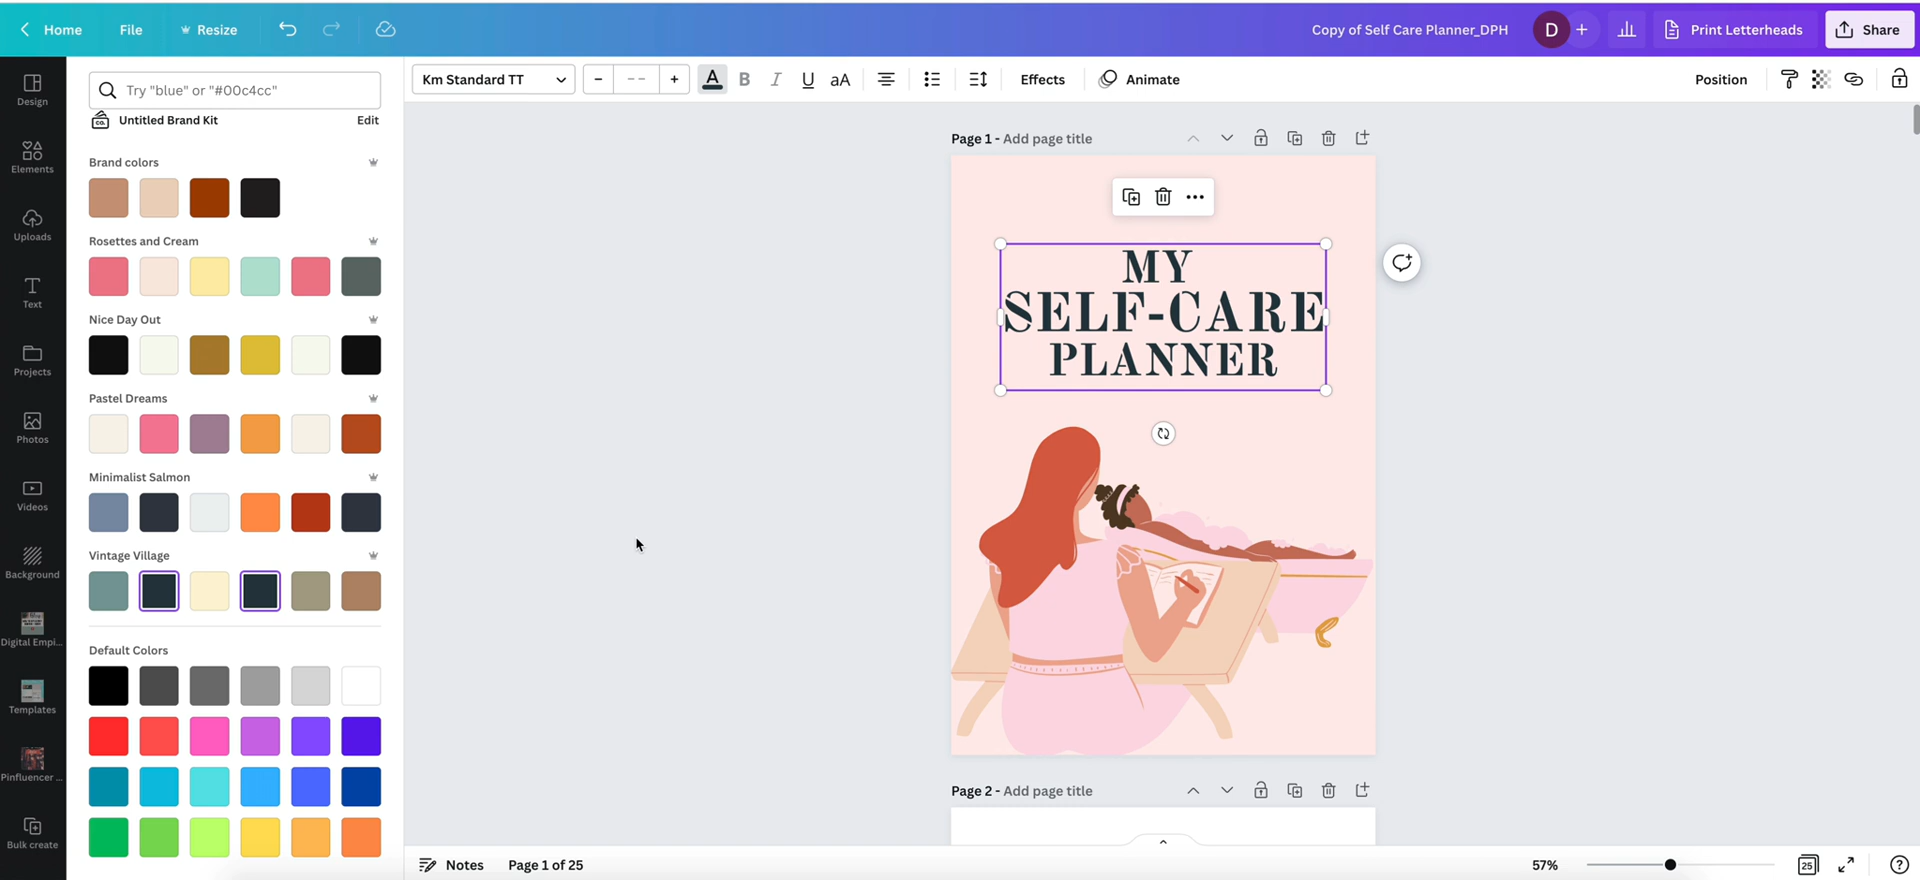 Home
File
Resize
Copy of Self Care Planner_DPH
D
Print Letterheads
Share
Design
Elements
Uploads
Text
Projects
Photos
Videos
Background
Digital Empi...
Templates
Pinfluencer ...
Bulk create
Try "blue" or "#00c4cc"
CO.
Untitled Brand Kit
Edit
Brand colors
Rosettes and Cream
Nice Day Out
Pastel Dreams
Minimalist Salmon
Vintage Village
Default Colors
Km Standard TT
– -- +
A B I U aA
Effects
Animate
Position
Page 1 - Add page title
MY
SELF-CARE
PLANNER
Page 2 - Add page title
Notes
Page 1 of 25
57%
25
?